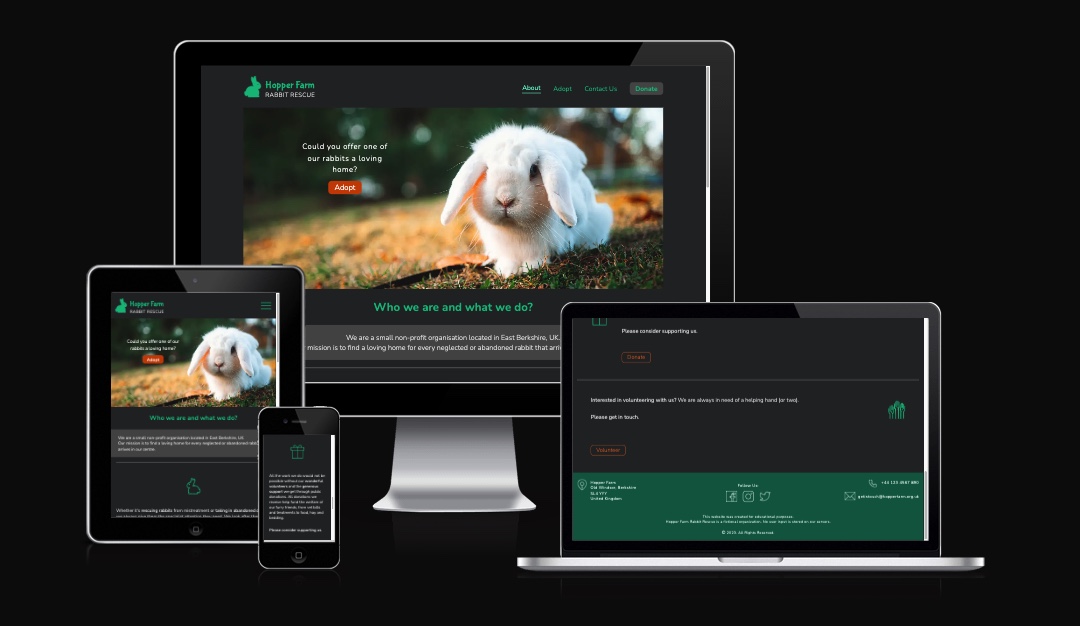 Hopper Farm
RABBIT RESCUE
About
Adopt
Contact Us
Donate
Could you offer one of
our rabbits a loving
home?
Adopt
Who we are and what we do?
We are a small non-profit organisation located in East Berkshire, UK.
mission is to find a loving home for every neglected or abandoned rabbit that
Hopper Farm
RABBIT RESCUE
Could you offer one of
our rabbits a loving
home?
Adopt
Who we are and what we do?
We are a small non-profit organisation located in East Berkshire, UK.
Our mission is to find a loving home for every neglected or abandoned
arrives in our centre.
Whether it's rescuing rabbits from mistreatment or taking in abandoned
All the work we do would not be
possible without our wonderful
volunteers and the generous
support we get through public
donations. All donations we
receive help fund the welfare of
our furry friends, from vet bills
and treatments to food, hay and
bedding.
Please consider supporting us.
Please consider supporting us.
Donate
Interested in volunteering with us? We are always in need of a helping hand (or two).
Please get in touch.
Volunteer
Hopper Farm
Old Windsor, Berkshire
SL4 YYY
United Kingdom
Follow Us
+44 123 4567 890
getintouch@hopperfarm.org.uk
This website was created for educational purposes.
Hopper Farm Rabbit Rescue is a fictional organisation. No user input is stored on our servers.
All Rights Reserved.